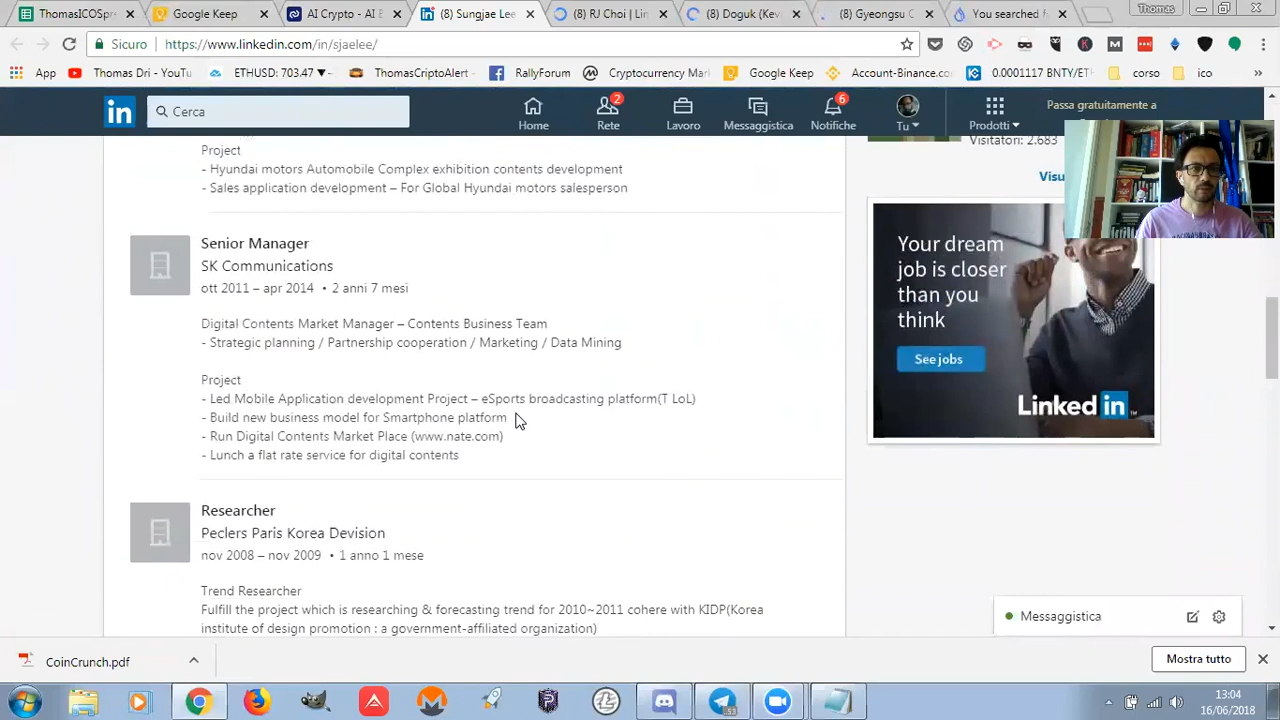 ThomasICOSpr
Google Keep
AI Crypto - AI E
(8) Sungjae Lee
(8) RJ Choi | Lin
(8) Doguk (Kev
(8) Gyeongsu C
You searched f
Thomas
Sicuro
https://www.linkedin.com/in/sjaelee/
App
Thomas Dri - YouTu
ETHUSD: 703.47 ▼
ThomasCriptoAlert
RallyForum
Cryptocurrency Mar
Google Keep
Account-Binance.co
0.0001117 BNTY/ETH
corso
Ico
in
Cerca
Home
2
Rete
Lavoro
Messaggistica
6
Notifiche
Tu
Prodotti
Passa gratuitamente a
Visitatori: 2.683
Visu
Project
- Hyundai motors Automobile Complex exhibition contents development
- Sales application development – For Global Hyundai motors salesperson
Senior Manager
SK Communications
ott 2011 – apr 2014 • 2 anni 7 mesi
Digital Contents Market Manager – Contents Business Team
- Strategic planning / Partnership cooperation / Marketing / Data Mining
Project
- Led Mobile Application development Project – eSports broadcasting platform(T LoL)
- Build new business model for Smartphone platform
- Run Digital Contents Market Place (www.nate.com)
- Lunch a flat rate service for digital contents
Researcher
Peclers Paris Korea Devision
nov 2008 – nov 2009 • 1 anno 1 mese
Trend Researcher
Fulfill the project which is researching & forecasting trend for 2010~2011 cohere with KIDP(Korea
institute of design promotion : a government-affiliated organization)
Your dream
job is closer
than you
think
See jobs
Linked in
Messaggistica
CoinCrunch.pdf
Mostra tutto
53
13:04
16/06/2018